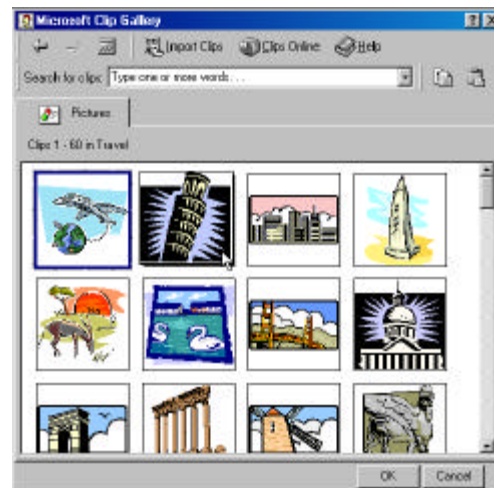 Microsoft Clip Gallery
Import Clips Clips Online Help
Search for clips: Type one or more words...
Pictures
Clips 1 - 60 in Travel
OK Cancel